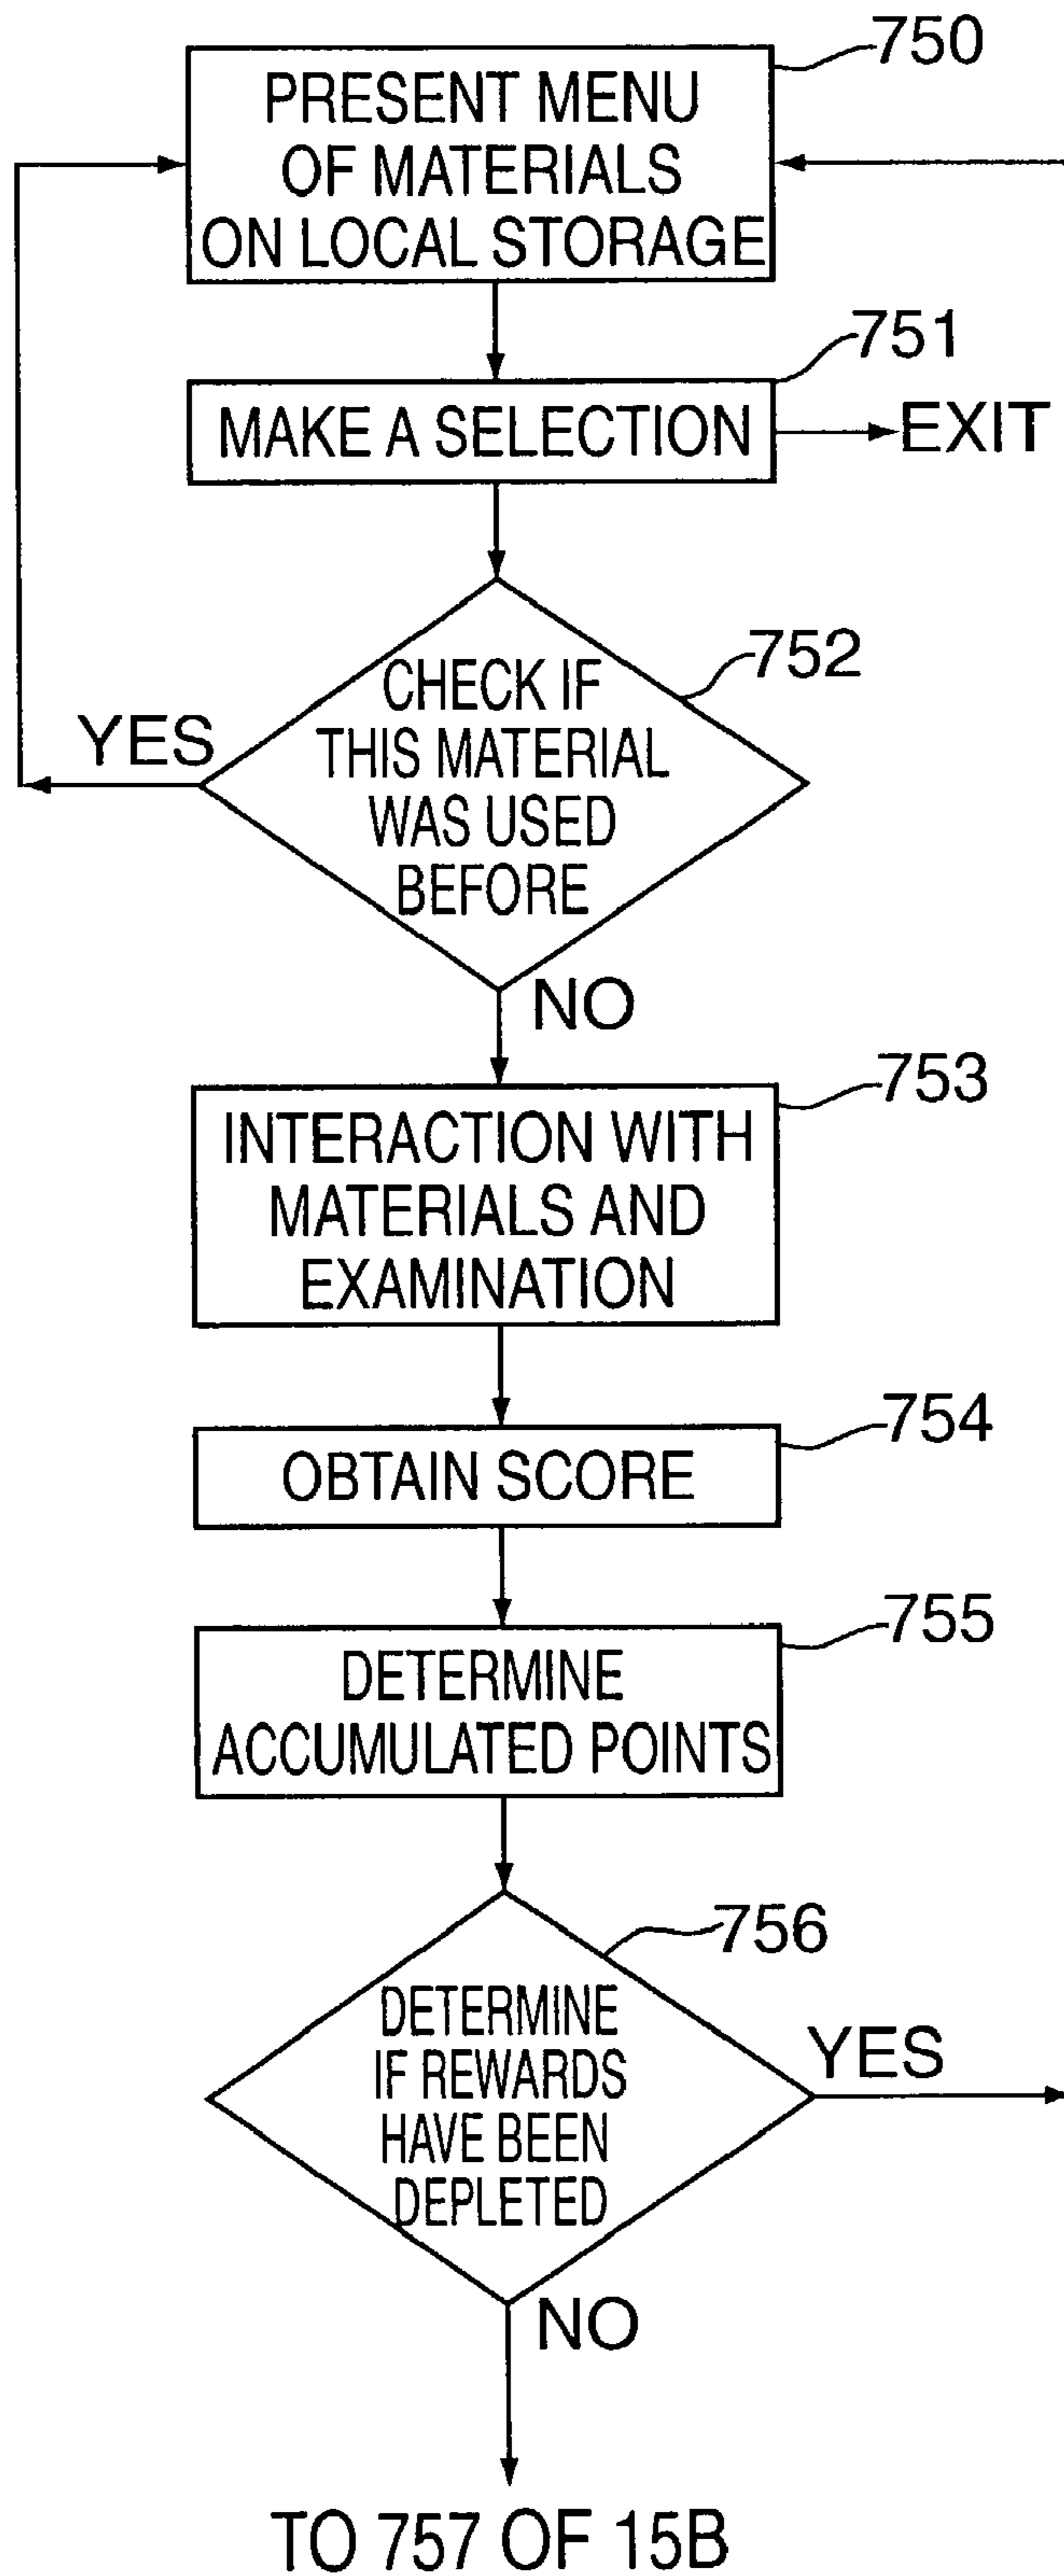 750
PRESENT MENU
OF MATERIALS
ON LOCAL STORAGE
751
MAKE A SELECTION
EXIT
752
CHECK IF
THIS MATERIAL
WAS USED
BEFORE
YES
NO
753
INTERACTION WITH
MATERIALS AND
EXAMINATION
754
OBTAIN SCORE
755
DETERMINE
ACCUMULATED POINTS
756
DETERMINE
IF REWARDS
HAVE BEEN
DEPLETED
YES
NO
TO 757 OF 15B